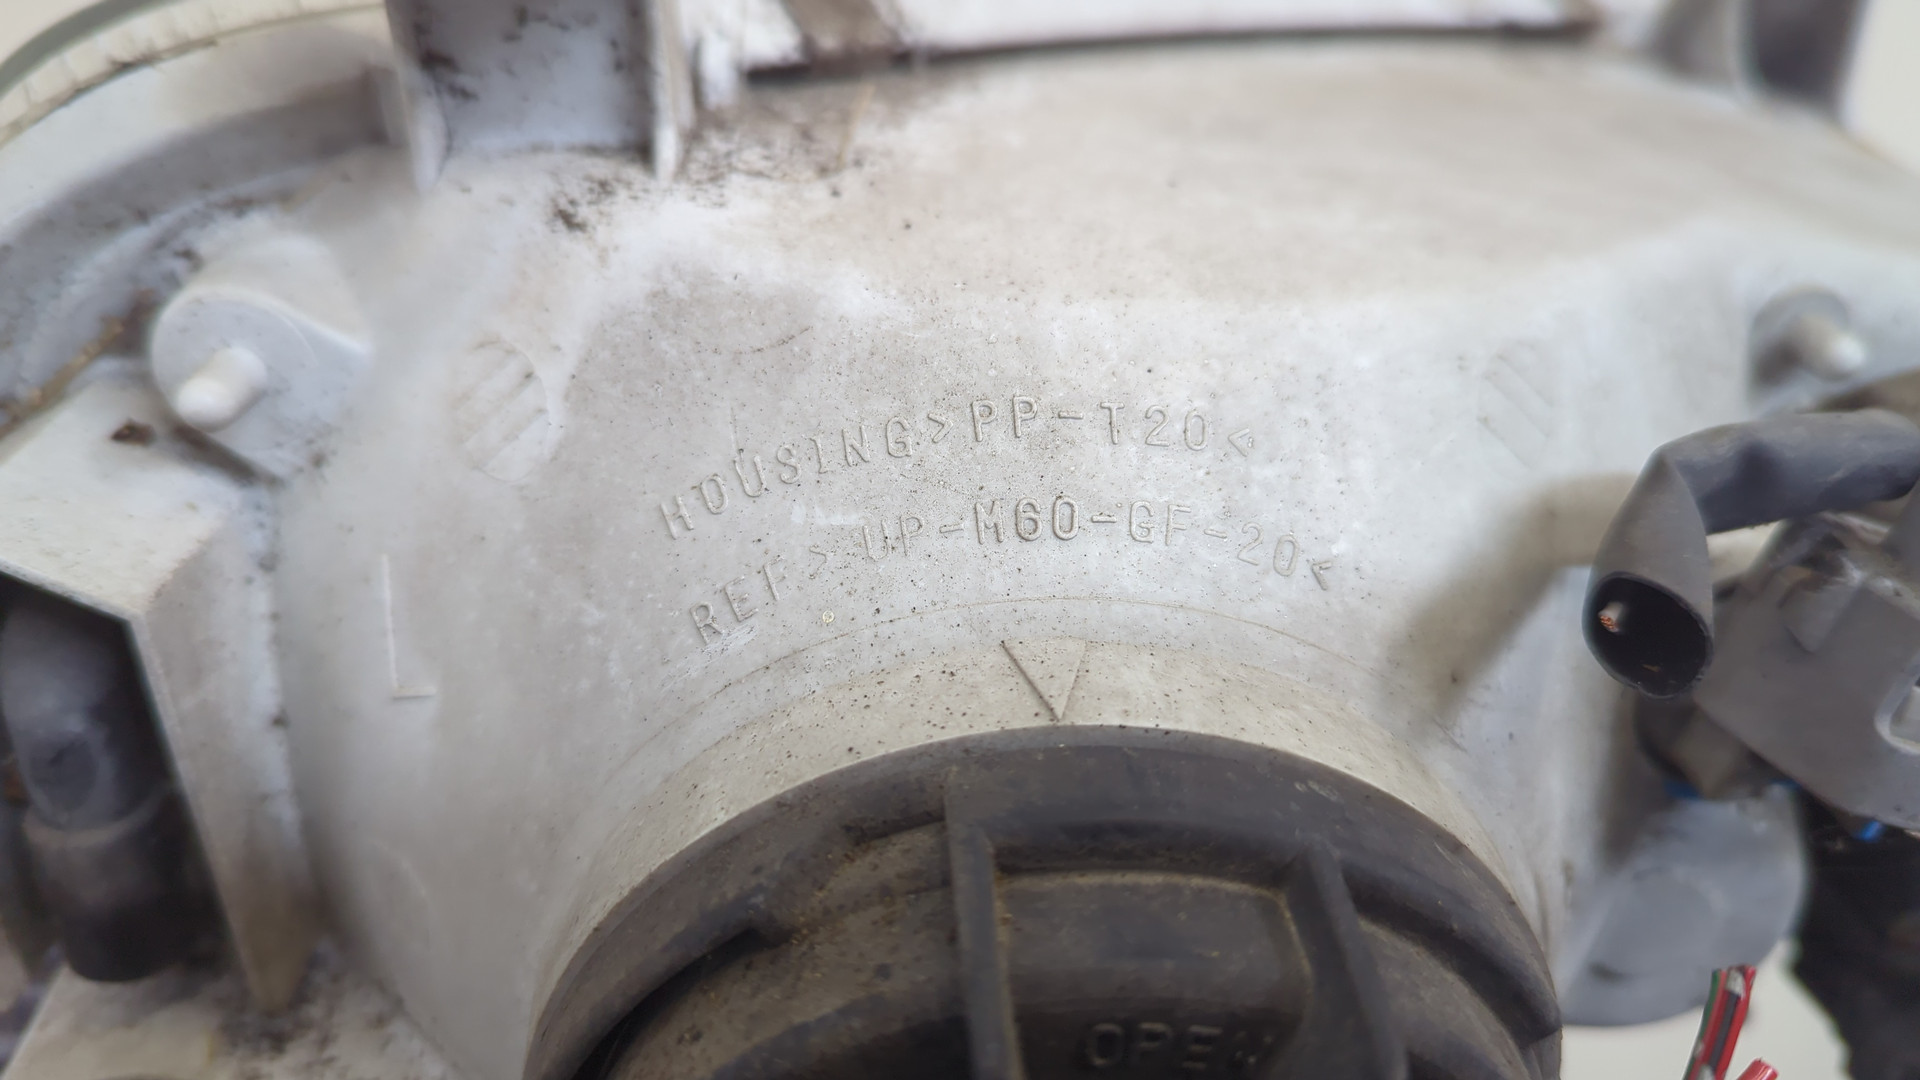 HOUSING>PP-T20<
REF>UP-M60-GF-20<
L
OPEN